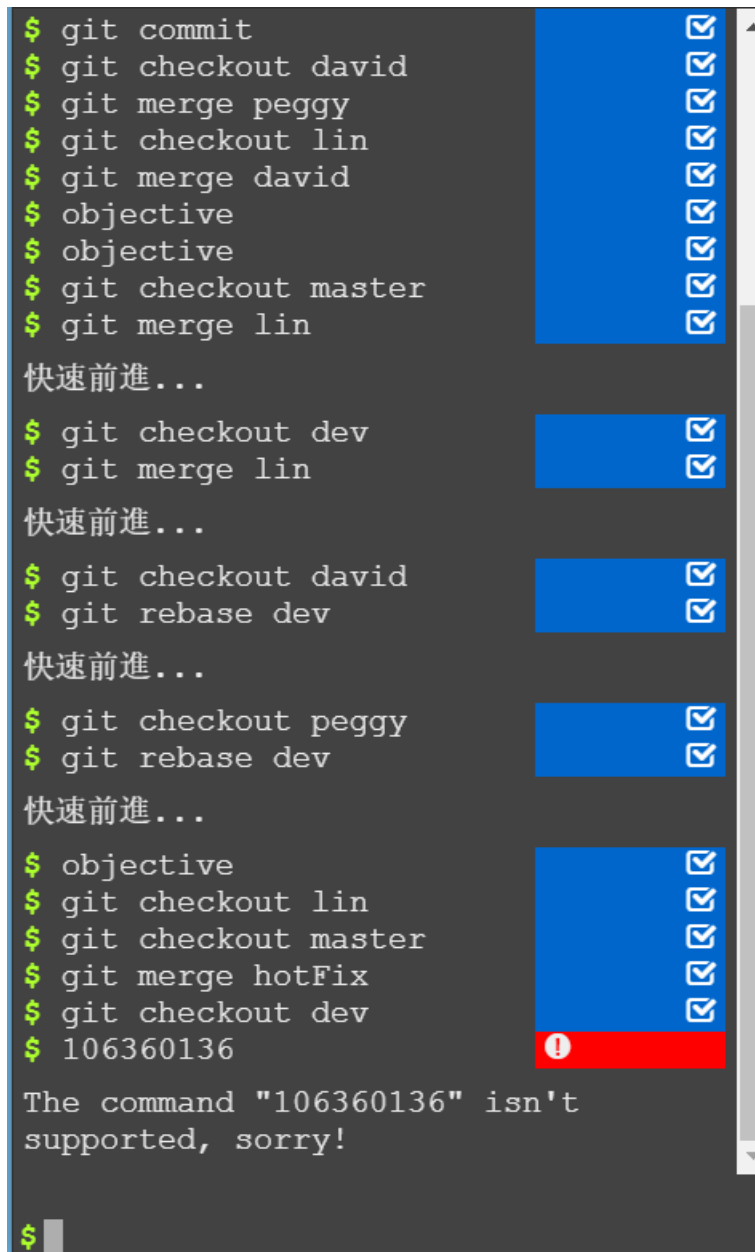 $ git commit
$ git checkout david
$ git merge peggy
$ git checkout lin
$ git merge david
$ objective
$ objective
$ git checkout master
$ git merge lin
快速前進...
$ git checkout dev
$ git merge lin
快速前進...
$ git checkout david
$ git rebase dev
快速前進...
$ git checkout peggy
$ git rebase dev
快速前進...
$ objective
$ git checkout lin
$ git checkout master
$ git merge hotFix
$ git checkout dev
$ 106360136
The command "106360136" isn't
supported, sorry!
$